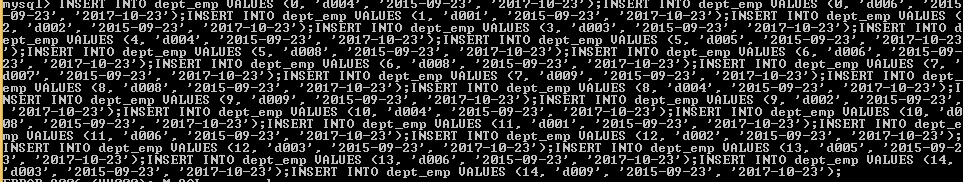 mysql> INSERT INTO dept_emp VALUES (0, 'd004', '2015-09-23', '2017-10-23');INSERT INTO dept_emp VALUES (0, 'd006', '2015
-09-23', '2017-10-23');INSERT INTO dept_emp VALUES (1, 'd001', '2015-09-23', '2017-10-23');INSERT INTO dept_emp VALUES (
2, 'd002', '2015-09-23', '2017-10-23');INSERT INTO dept_emp VALUES (3, 'd003', '2015-09-23', '2017-10-23');INSERT INTO d
ept_emp VALUES (4, 'd004', '2015-09-23', '2017-10-23');INSERT INTO dept_emp VALUES (5, 'd005', '2015-09-23', '2017-10-23
');INSERT INTO dept_emp VALUES (5, 'd008', '2015-09-23', '2017-10-23');INSERT INTO dept_emp VALUES (6, 'd006', '2015-09-
23', '2017-10-23');INSERT INTO dept_emp VALUES (6, 'd008', '2015-09-23', '2017-10-23');INSERT INTO dept_emp VALUES (7, '
d007', '2015-09-23', '2017-10-23');INSERT INTO dept_emp VALUES (7, 'd009', '2015-09-23', '2017-10-23');INSERT INTO dept_
emp VALUES (8, 'd008', '2015-09-23', '2017-10-23');INSERT INTO dept_emp VALUES (8, 'd004', '2015-09-23', '2017-10-23');I
NSERT INTO dept_emp VALUES (9, 'd009', '2015-09-23', '2017-10-23');INSERT INTO dept_emp VALUES (9, 'd002', '2015-09-23',
'2017-10-23');INSERT INTO dept_emp VALUES (10, 'd004', '2015-09-23', '2017-10-23');INSERT INTO dept_emp VALUES (10, 'd0
08', '2015-09-23', '2017-10-23');INSERT INTO dept_emp VALUES (11, 'd001', '2015-09-23', '2017-10-23');INSERT INTO dept_e
mp VALUES (11, 'd006', '2015-09-23', '2017-10-23');INSERT INTO dept_emp VALUES (12, 'd002', '2015-09-23', '2017-10-23');
INSERT INTO dept_emp VALUES (12, 'd003', '2015-09-23', '2017-10-23');INSERT INTO dept_emp VALUES (13, 'd005', '2015-09-2
3', '2017-10-23');INSERT INTO dept_emp VALUES (13, 'd006', '2015-09-23', '2017-10-23');INSERT INTO dept_emp VALUES (14,
'd003', '2015-09-23', '2017-10-23');INSERT INTO dept_emp VALUES (14, 'd009', '2015-09-23', '2017-10-23');